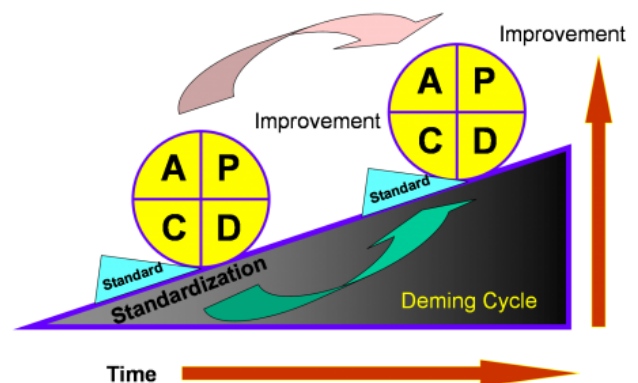 Improvement
A P
C D
Improvement
A P
C D
Standard
Standard
Standardization
Deming Cycle
Time